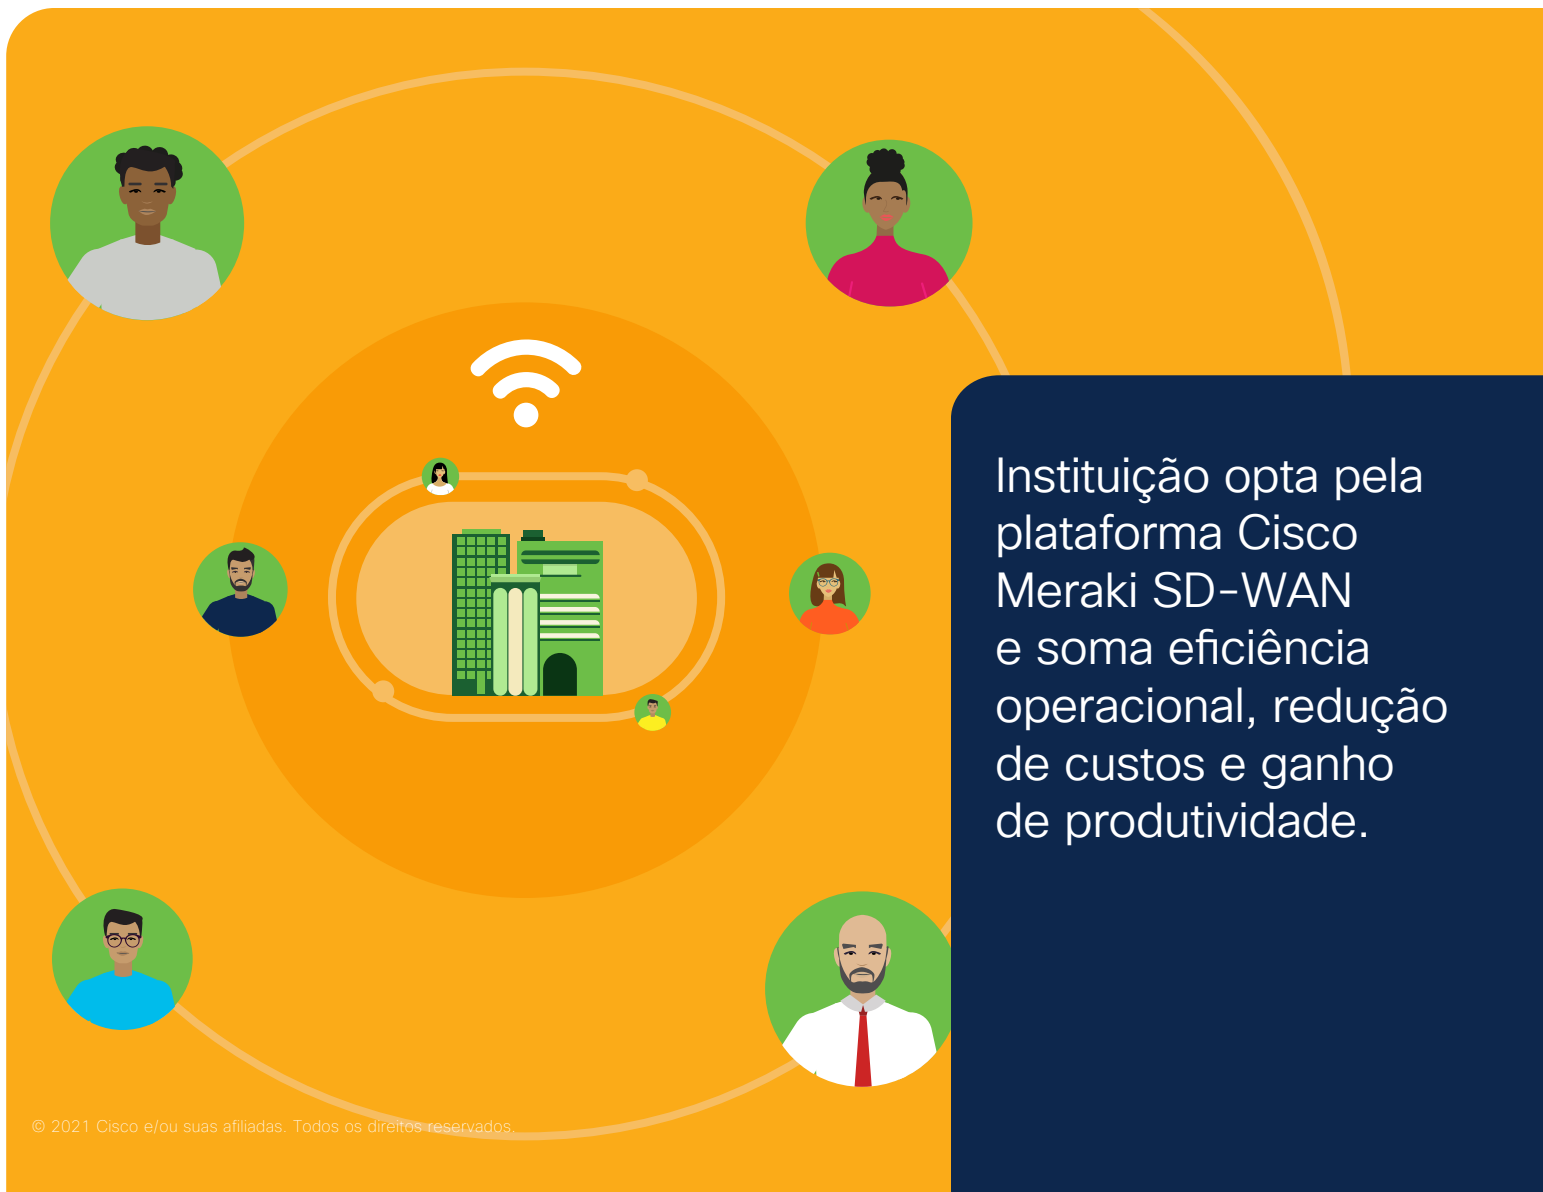 Instituição opta pela
plataforma Cisco
Meraki SD-WAN
e soma eficiência
operacional, redução
de custos e ganho
de produtividade.
© 2021 Cisco e/ou suas afiliadas. Todos os direitos reservados.